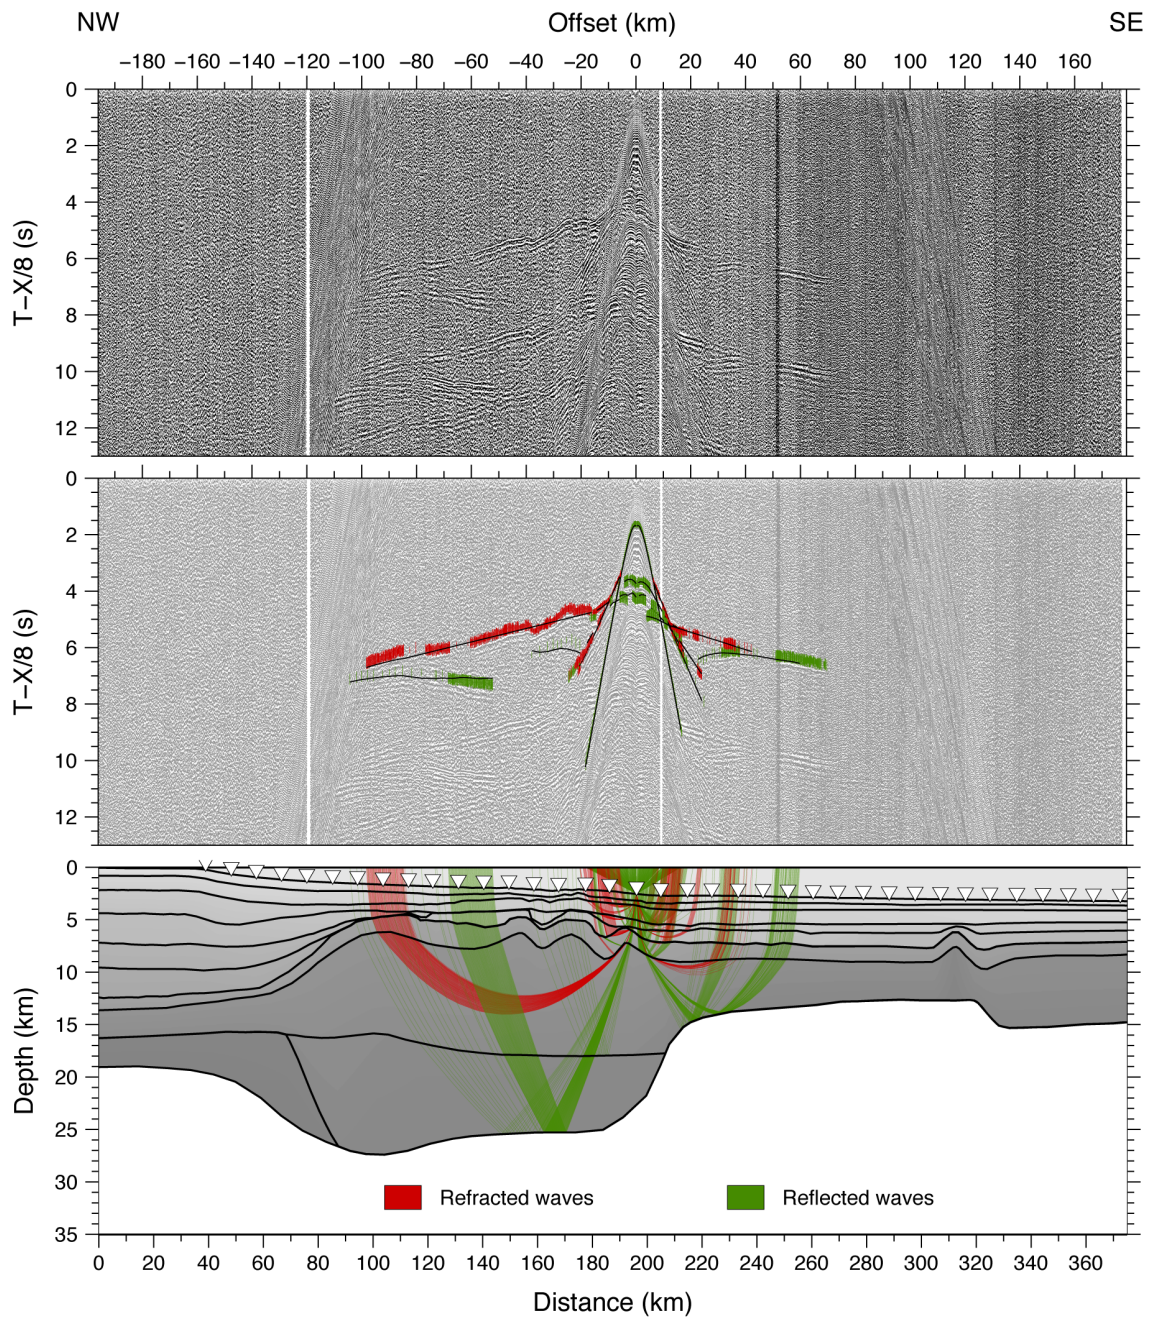 NW Offset (km) SE
−180 −160 −140 −120 −100 −80 −60 −40 −20 0 20 40 60 80 100 120 140 160
0
2
4
6
8
10
12
T−X/8 (s)
0
2
4
6
8
10
12
T−X/8 (s)
0
5
10
15
20
25
30
35
Depth (km)
Refracted waves Reflected waves
0 20 40 60 80 100 120 140 160 180 200 220 240 260 280 300 320 340 360
Distance (km)